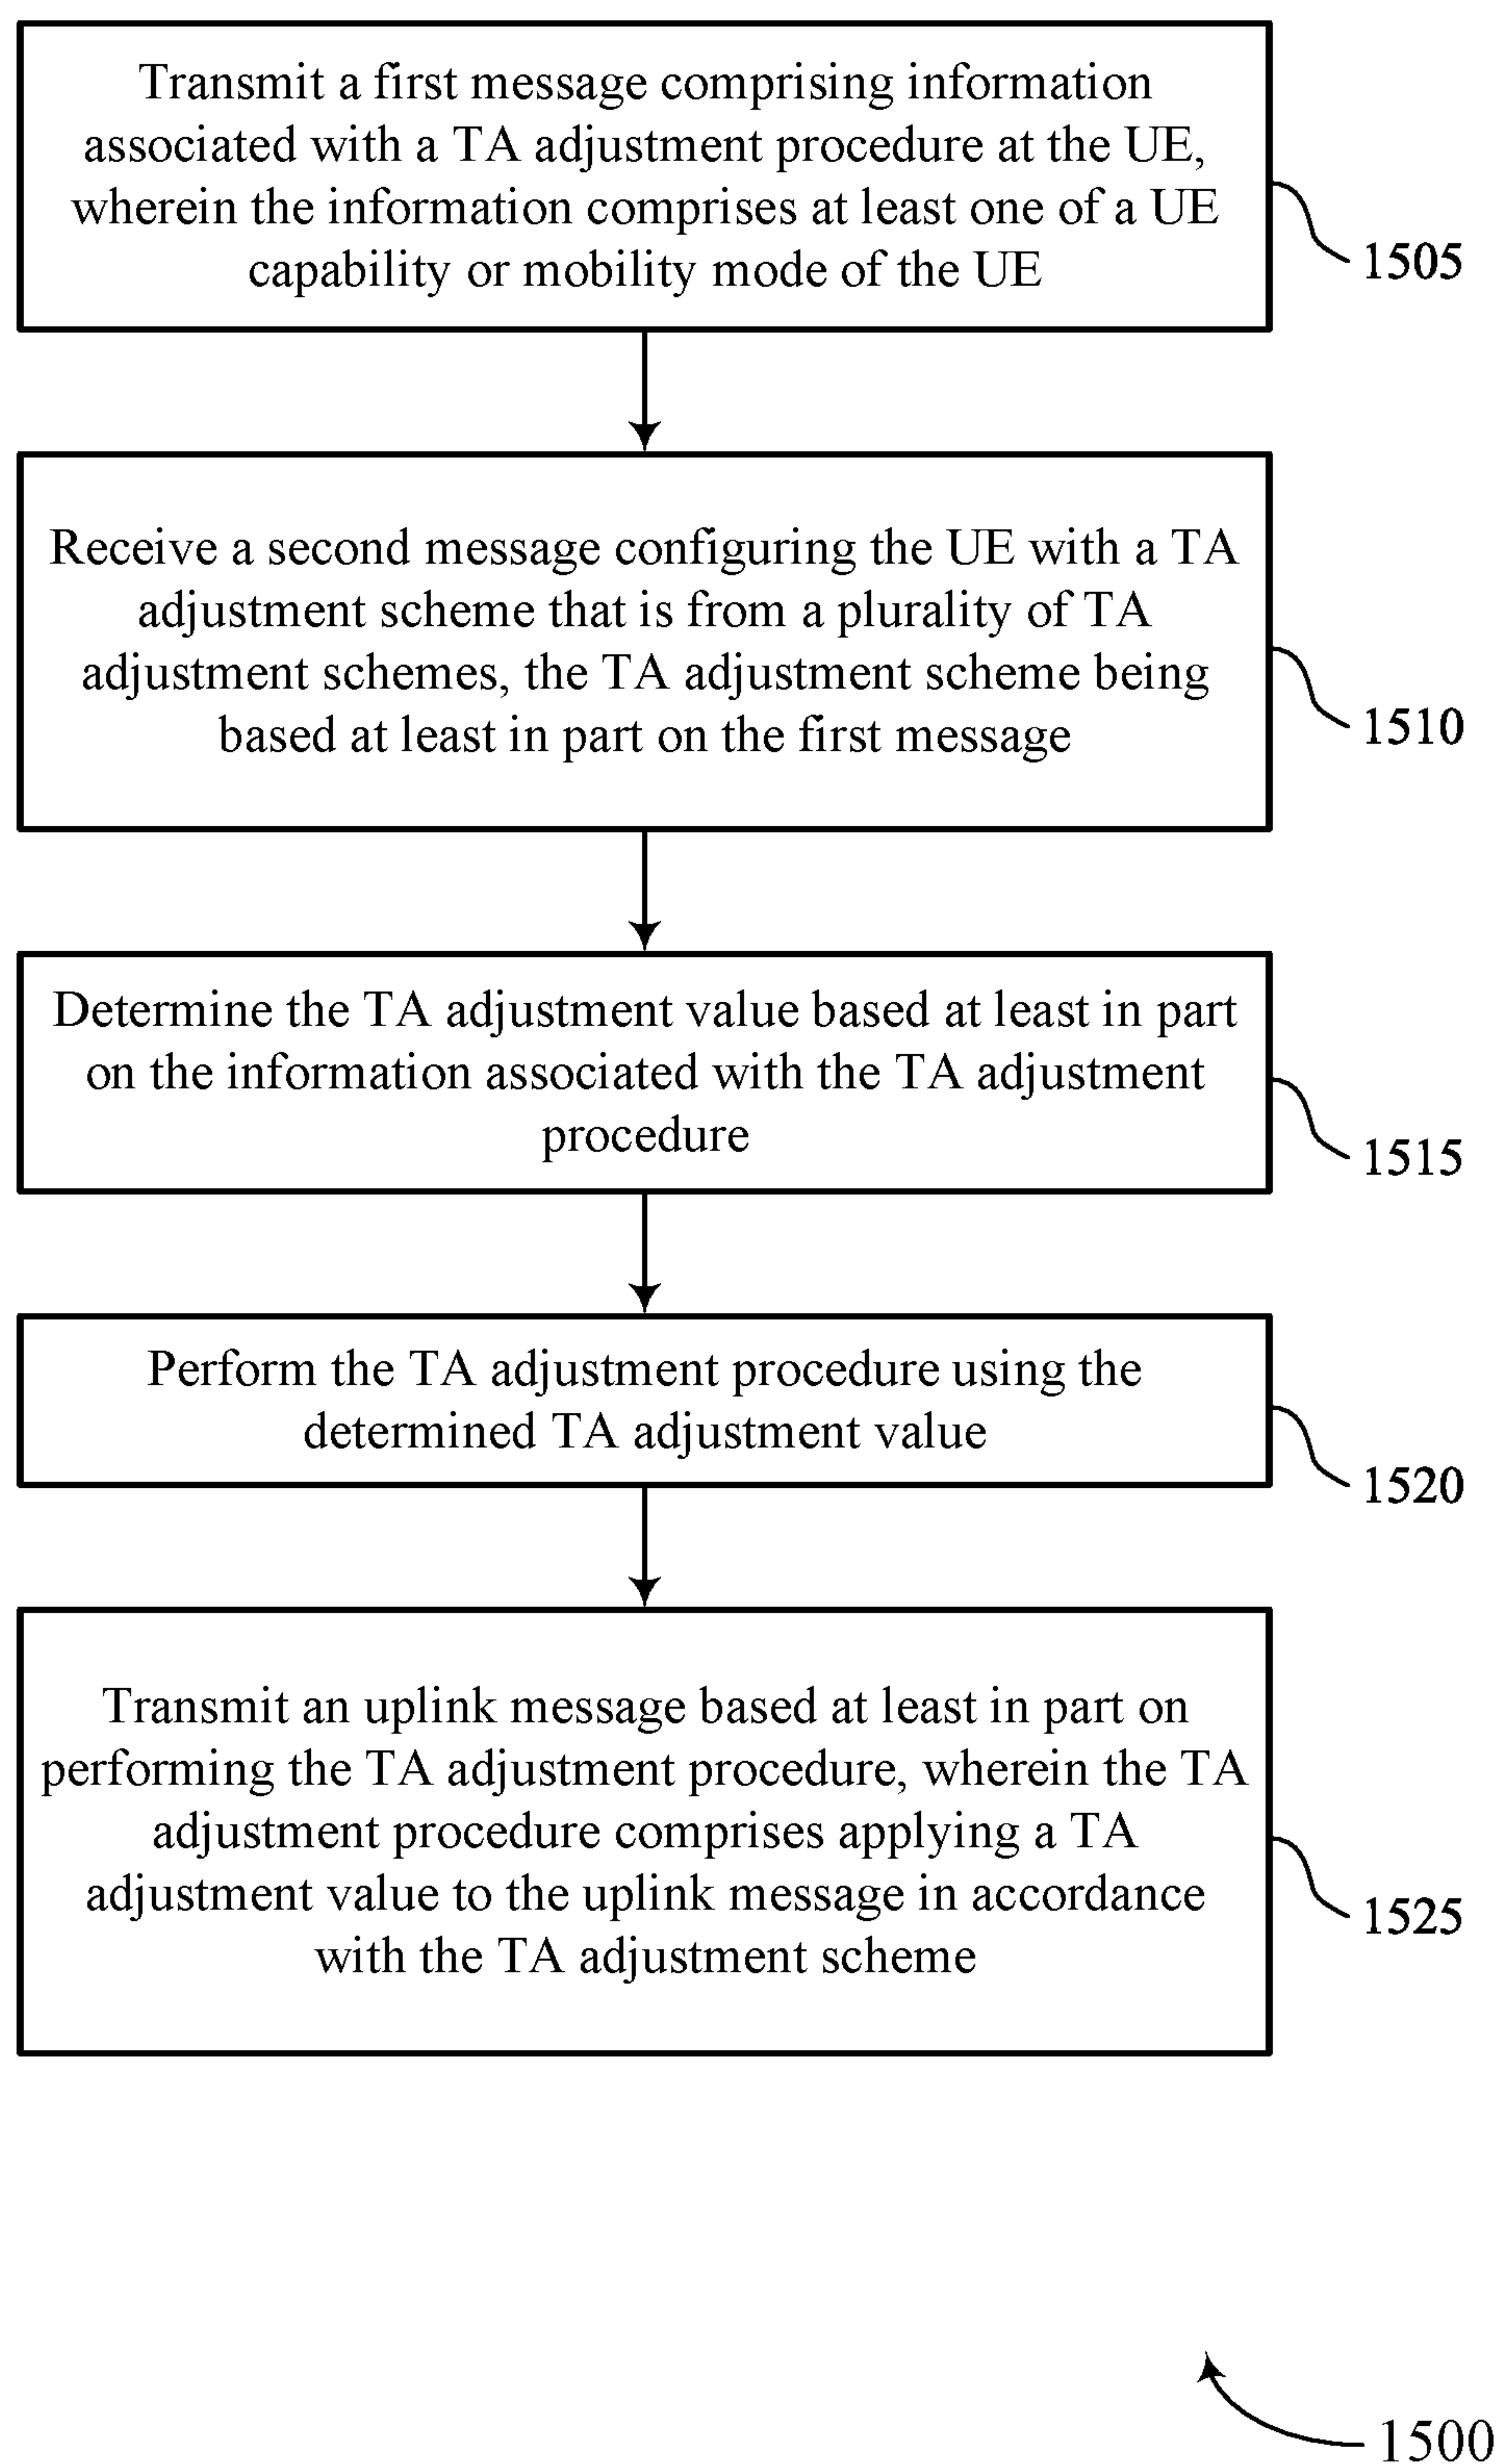 Transmit a first message comprising information
associated with a TA adjustment procedure at the UE,
wherein the information comprises at least one of a UE
capability or mobility mode of the UE
1505
Receive a second message configuring the UE with a TA
adjustment scheme that is from a plurality of TA
adjustment schemes, the TA adjustment scheme being
based at least in part on the first message
1510
Determine the TA adjustment value based at least in part
on the information associated with the TA adjustment
procedure
1515
Perform the TA adjustment procedure using the
determined TA adjustment value
1520
Transmit an uplink message based at least in part on
performing the TA adjustment procedure, wherein the TA
adjustment procedure comprises applying a TA
adjustment value to the uplink message in accordance
with the TA adjustment scheme
1525
1500